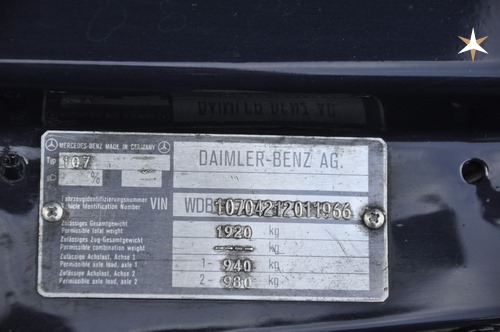 MERCEDES-BENZ MADE IN GERMANY
DAIMLER-BENZ AG.
Typ 907
%
Fahrzeugidentifizierungsnummer
Vehicle Identification Number VIN WDB10704212011966
Zulässiges Gesamtgewicht
Permissible total weight 1920 kg
Zulässiges Zug-Gesamtgewicht
Permissible combination weight ---- kg
Zulässige Achslast, Achse 1
Permissible axle load, axle 1 1- 940 kg
Zulässige Achslast, Achse 2
Permissible axle load, axle 2 2- 980 kg